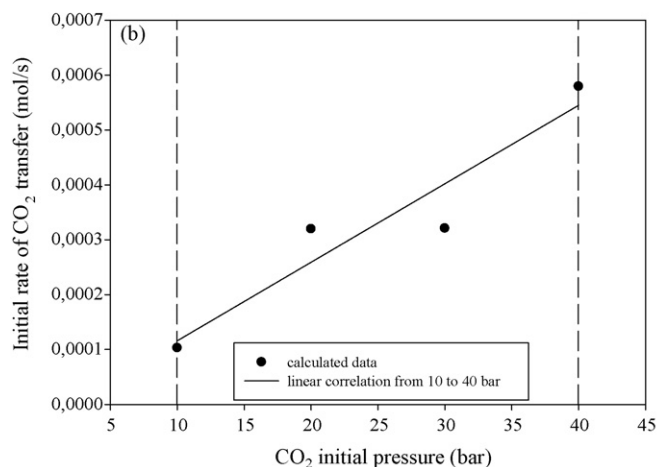 (b)
Initial rate of CO₂ transfer (mol/s)
0,0007
0,0006
0,0005
0,0004
0,0003
0,0002
0,0001
0,0000
5 10 15 20 25 30 35 40 45
CO₂ initial pressure (bar)
calculated data
linear correlation from 10 to 40 bar